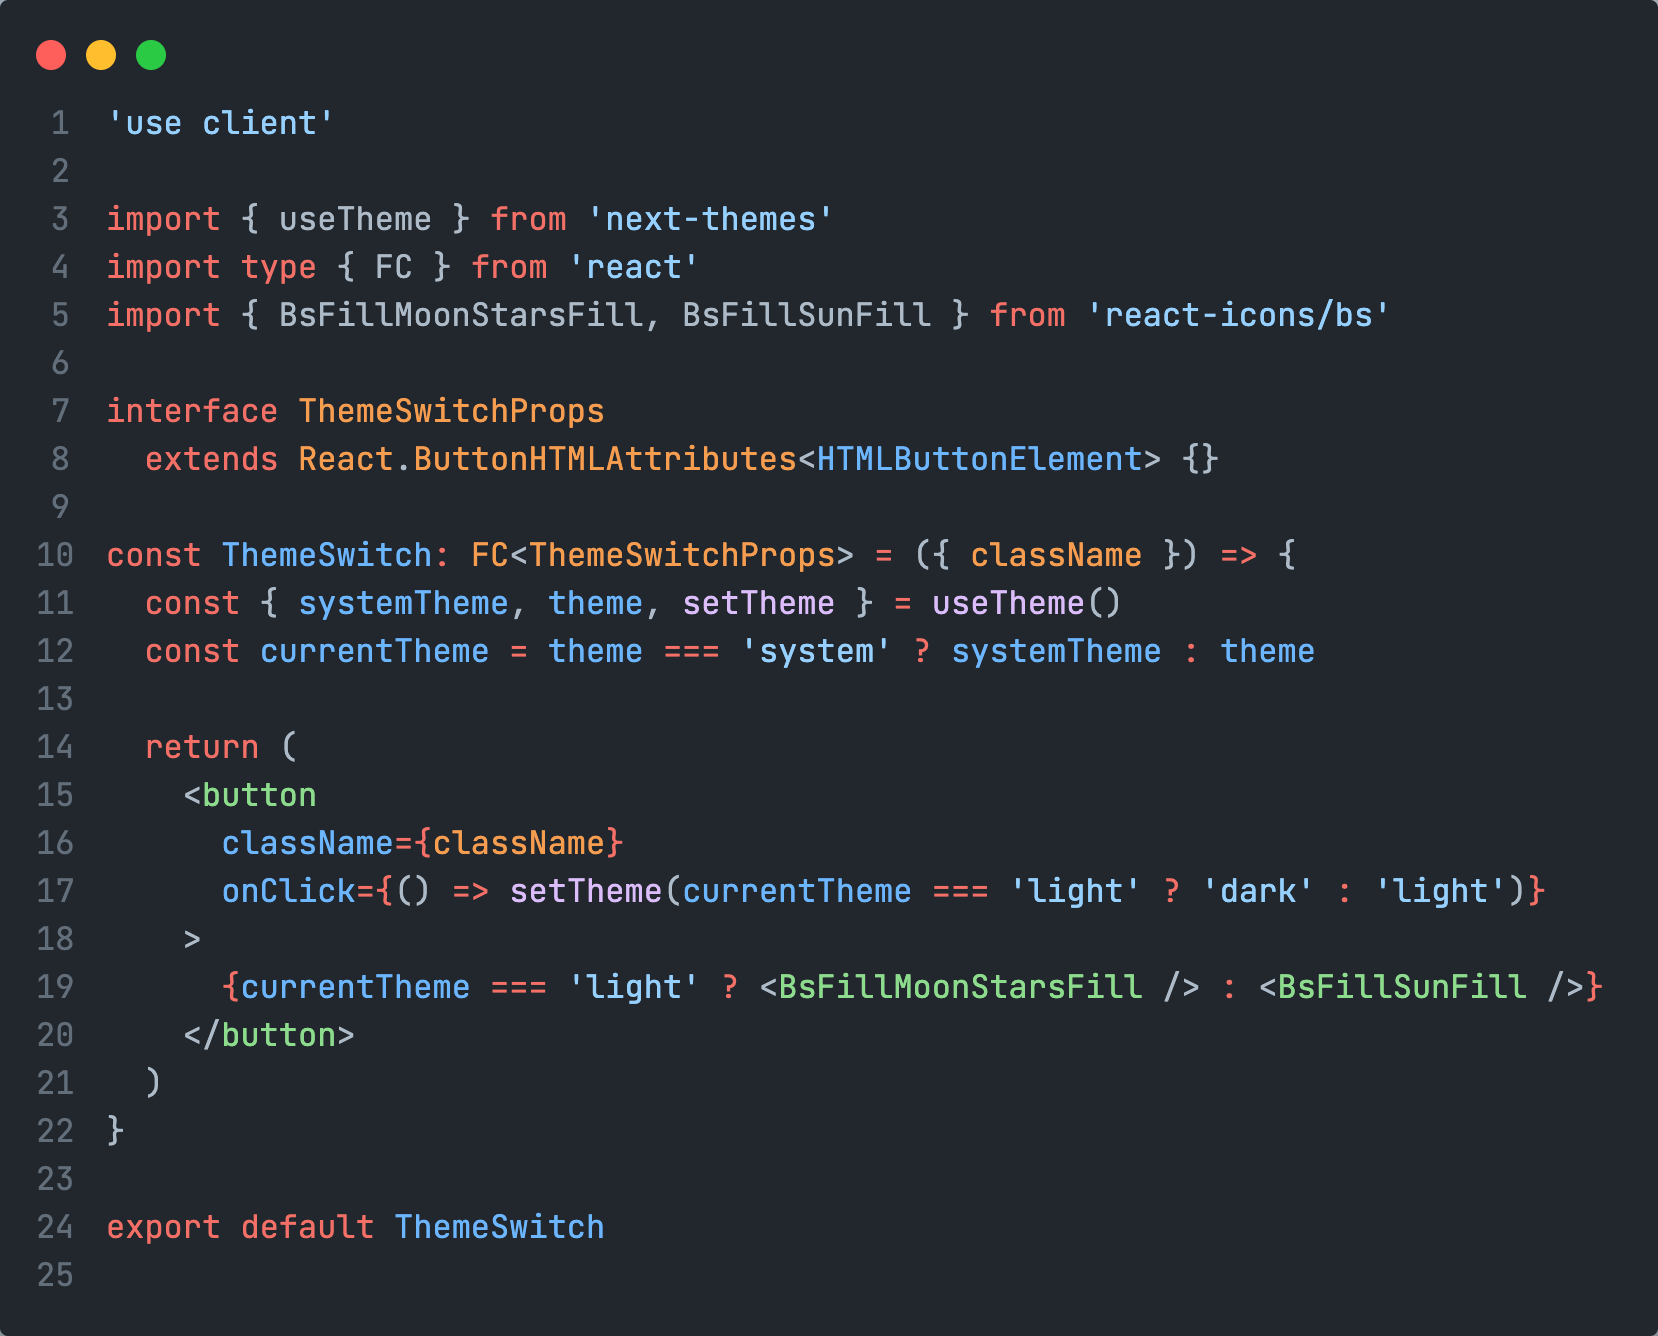 1 'use client'
2
3 import { useTheme } from 'next-themes'
4 import type { FC } from 'react'
5 import { BsFillMoonStarsFill, BsFillSunFill } from 'react-icons/bs'
6
7 interface ThemeSwitchProps
8   extends React.ButtonHTMLAttributes<HTMLButtonElement> {}
9
10 const ThemeSwitch: FC<ThemeSwitchProps> = ({ className }) => {
11   const { systemTheme, theme, setTheme } = useTheme()
12   const currentTheme = theme === 'system' ? systemTheme : theme
13
14   return (
15     <button
16       className={className}
17       onClick={() => setTheme(currentTheme === 'light' ? 'dark' : 'light')}
18     >
19       {currentTheme === 'light' ? <BsFillMoonStarsFill /> : <BsFillSunFill />}
20     </button>
21   )
22 }
23
24 export default ThemeSwitch
25